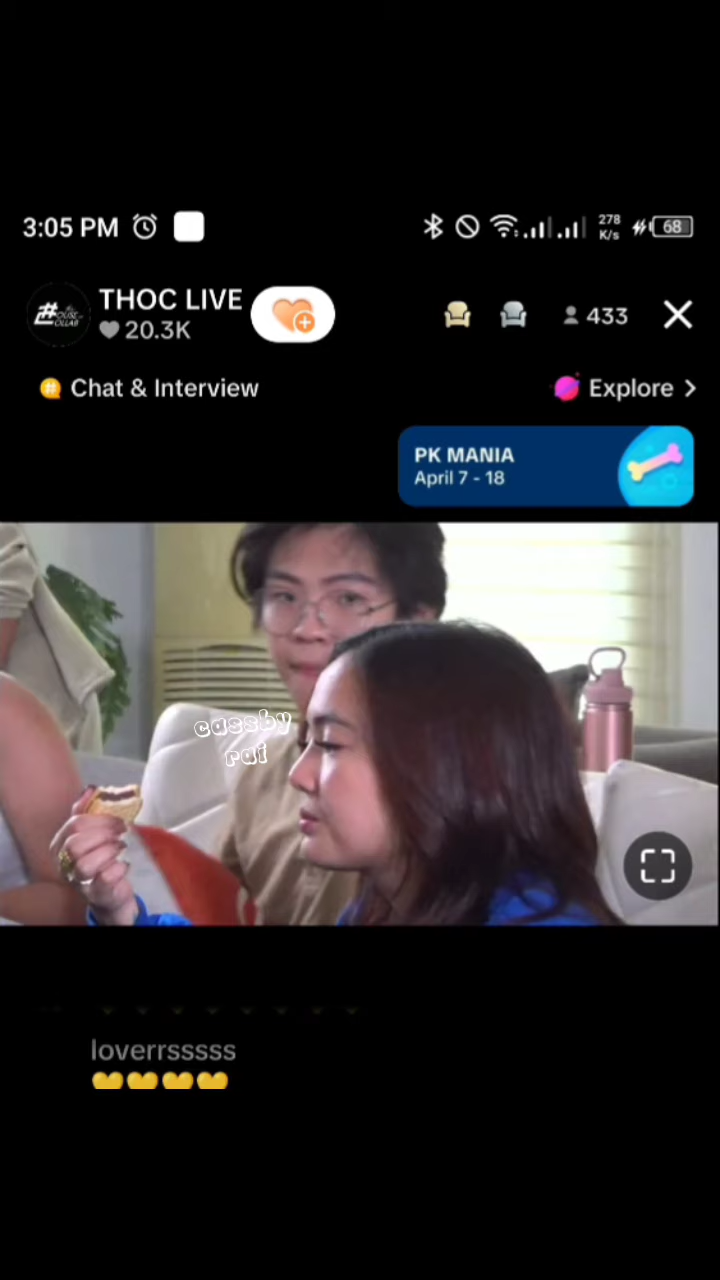 3:05 PM
278
K/s
68
THOC LIVE
20.3K
433
# Chat & Interview
Explore >
PK MANIA
April 7 - 18
cassby
rai
loverrsssss
💛💛💛💛